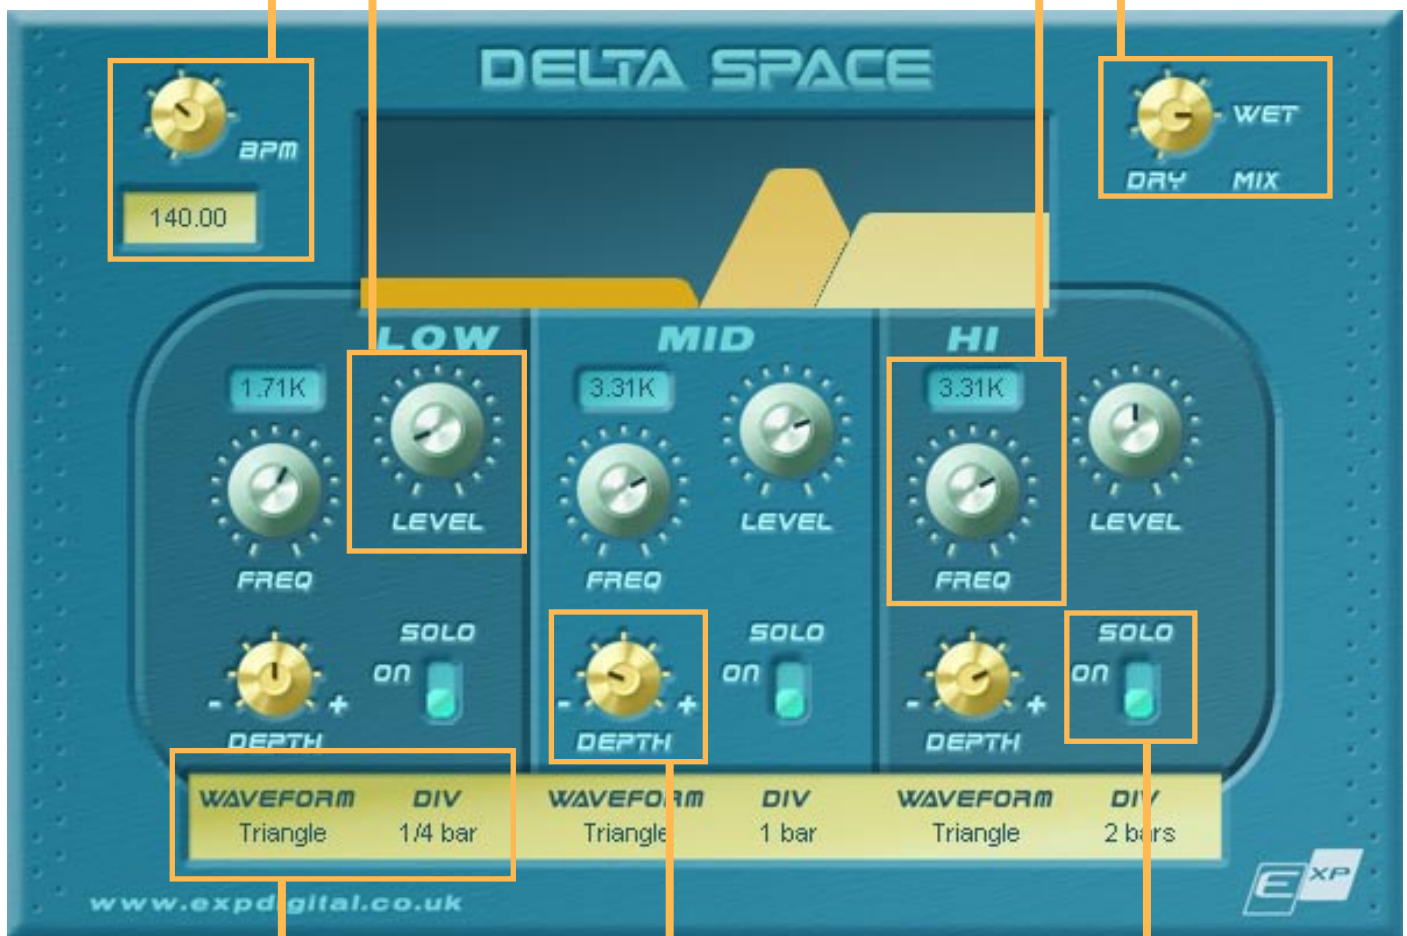 DELTA SPACE
BPM
140.00
WET
DRY MIX
LOW MID HI
1.71K 3.31K 3.31K
LEVEL LEVEL LEVEL
FREQ FREQ FREQ
SOLO SOLO SOLO
ON ON ON
- + - + - +
DEPTH DEPTH DEPTH
WAVEFORM DIV WAVEFORM DIV WAVEFORM DIV
Triangle 1/4 bar Triangle 1 bar Triangle 2 bars
EXP
www.expdigital.co.uk